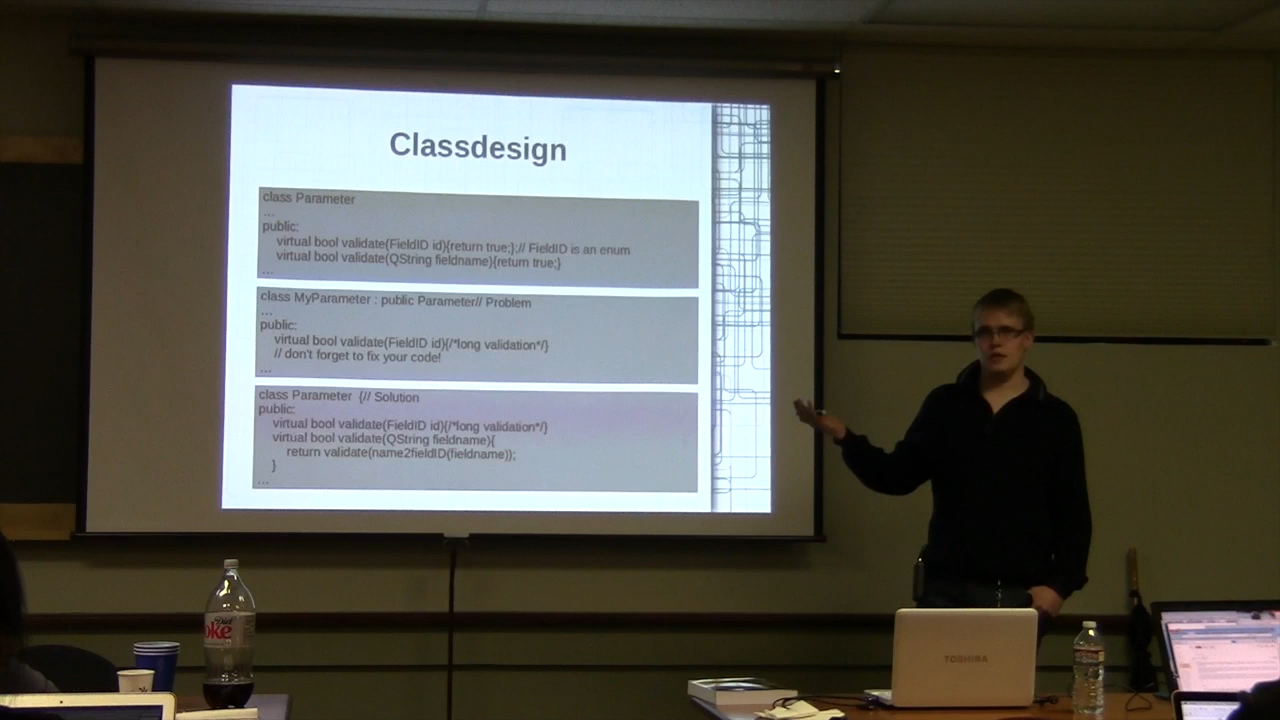 Classdesign
class Parameter
...
public:
virtual bool validate(FieldID id){return true;};// FieldID is an enum
virtual bool validate(QString fieldname){return true;}
...
class MyParameter : public Parameter// Problem
...
public:
virtual bool validate(FieldID id){/*long validation*/}
// don't forget to fix your code!
...
class Parameter {// Solution
public:
virtual bool validate(FieldID id){/*long validation*/}
virtual bool validate(QString fieldname){
return validate(name2fieldID(fieldname));
}
...
Diet
oke
TOSHIBA